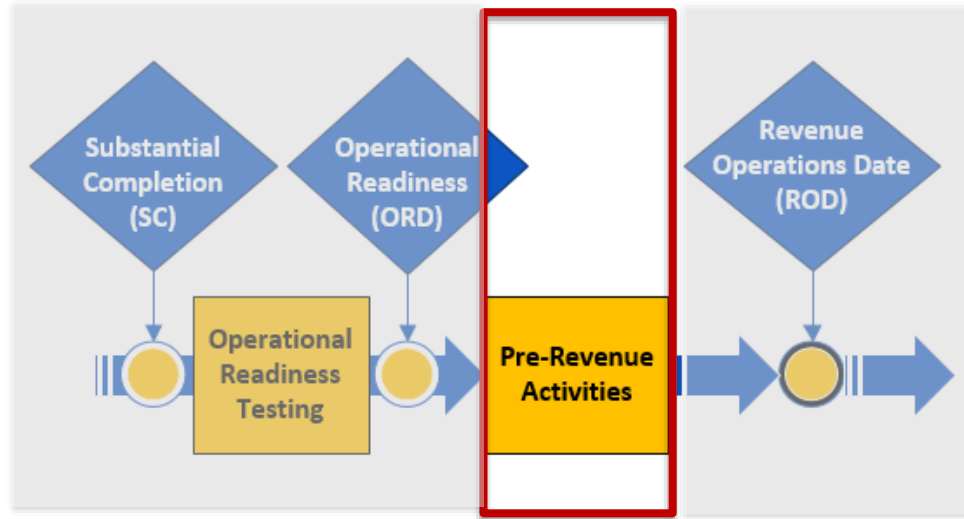 Substantial
Completion
(SC)
Operational
Readiness
(ORD)
Revenue
Operations Date
(ROD)
Operational
Readiness
Testing
Pre-Revenue
Activities